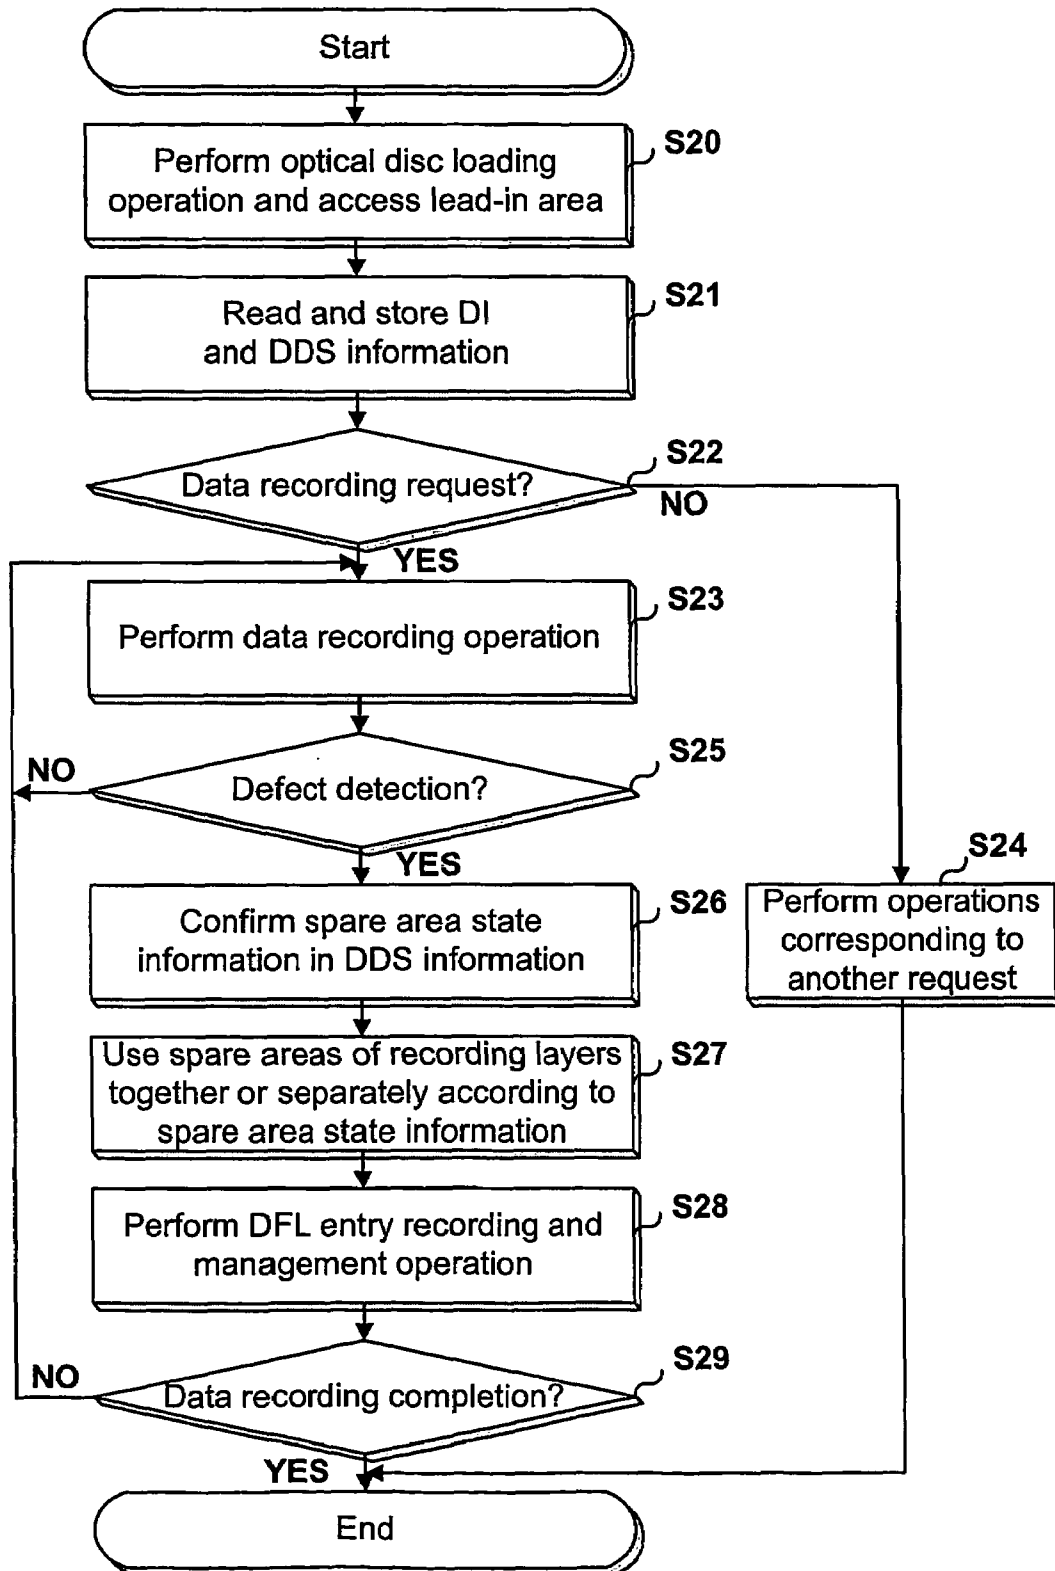 Start
Perform optical disc loading
operation and access lead-in area
S20
Read and store DI
and DDS information
S21
Data recording request?
S22
NO
YES
Perform data recording operation
S23
Defect detection?
S25
NO
YES
Confirm spare area state
information in DDS information
S26
S24
Perform operations
corresponding to
another request
Use spare areas of recording layers
together or separately according to
spare area state information
S27
Perform DFL entry recording and
management operation
S28
Data recording completion?
S29
NO
YES
End